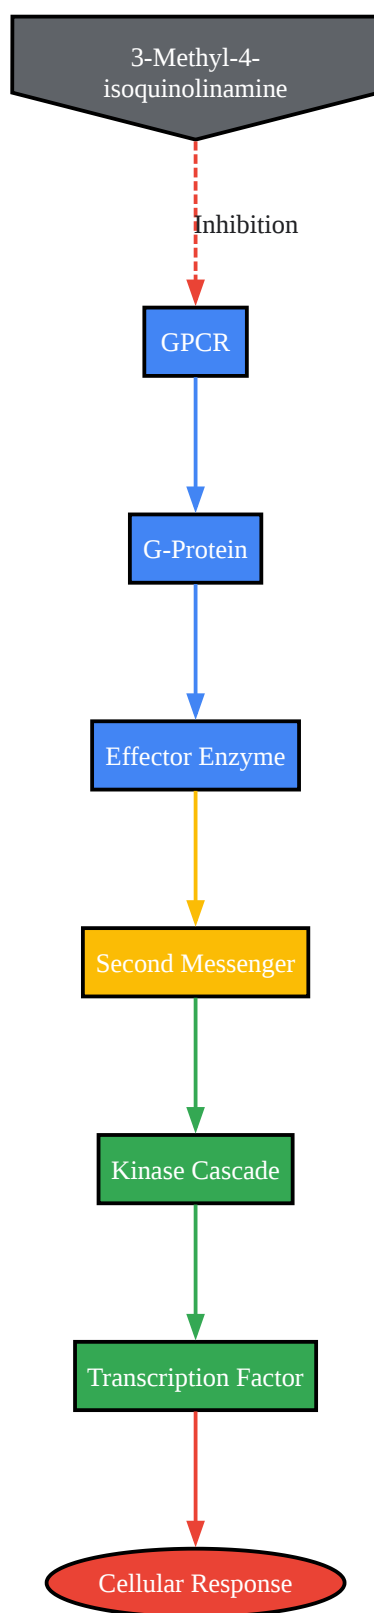 3-Methyl-4-
isoquinolinamine
Inhibition
GPCR
G-Protein
Effector Enzyme
Second Messenger
Kinase Cascade
Transcription Factor
Cellular Response